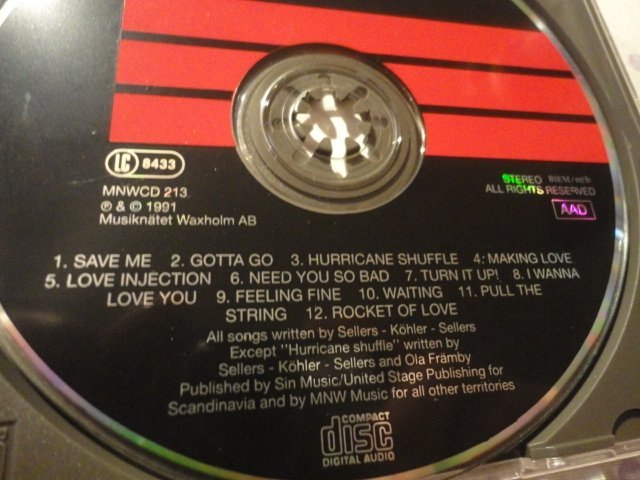 LC 8433
MNWCD 213
℗ & © 1991
Musiknätet Waxholm AB
STEREO BIEM/ncb
ALL RIGHTS RESERVED
AAD
1. SAVE ME 2. GOTTA GO 3. HURRICANE SHUFFLE 4. MAKING LOVE
5. LOVE INJECTION 6. NEED YOU SO BAD 7. TURN IT UP! 8. I WANNA
LOVE YOU 9. FEELING FINE 10. WAITING 11. PULL THE
STRING 12. ROCKET OF LOVE
All songs written by Sellers - Köhler - Sellers
Except "Hurricane shuffle" written by
Sellers - Köhler - Sellers and Ola Främby
Published by Sin Music/United Stage Publishing for
Scandinavia and by MNW Music for all other territories
COMPACT
disc
DIGITAL AUDIO